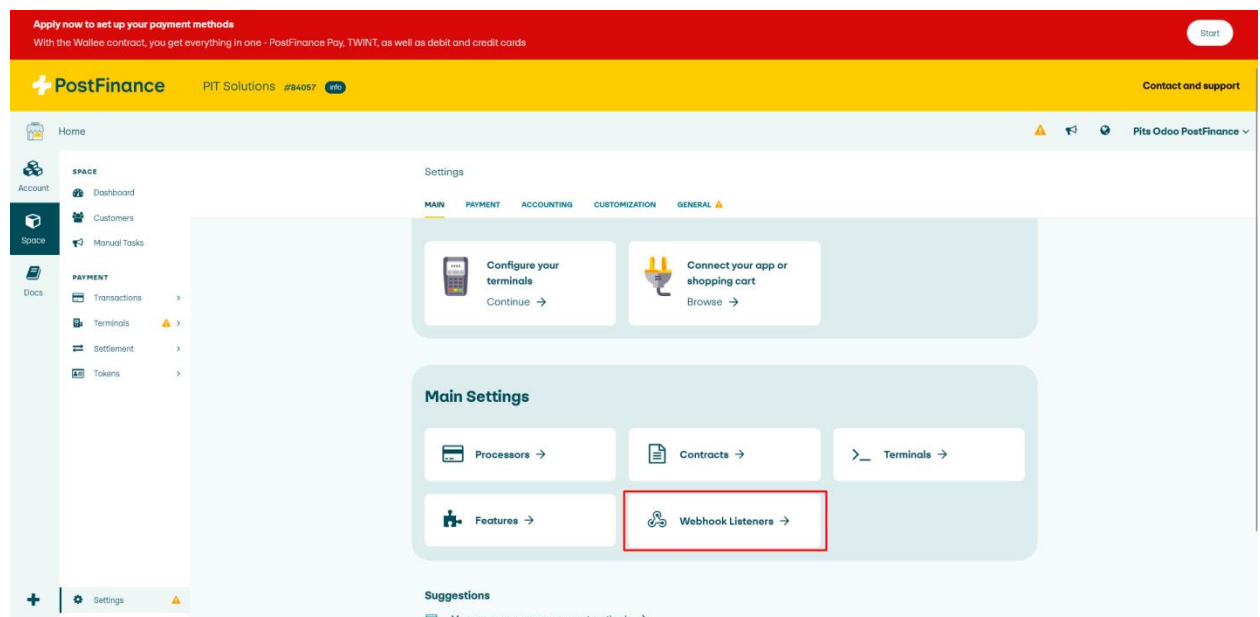 Apply now to set up your payment methods
With the Wallee contract, you get everything in one - PostFinance Pay, TWINT, as well as debit and credit cards
Start
PostFinance
PIT Solutions #84057 info
Contact and support
Home
Pits Odoo PostFinance
Account
Space
Docs
SPACE
Dashboard
Customers
Manual Tasks
PAYMENT
Transactions
Terminals
Settlement
Tokens
Settings
Settings
MAIN PAYMENT ACCOUNTING CUSTOMIZATION GENERAL
Configure your
terminals
Continue →
Connect your app or
shopping cart
Browse →
Main Settings
Processors →
Contracts →
Terminals →
Features →
Webhook Listeners →
Suggestions